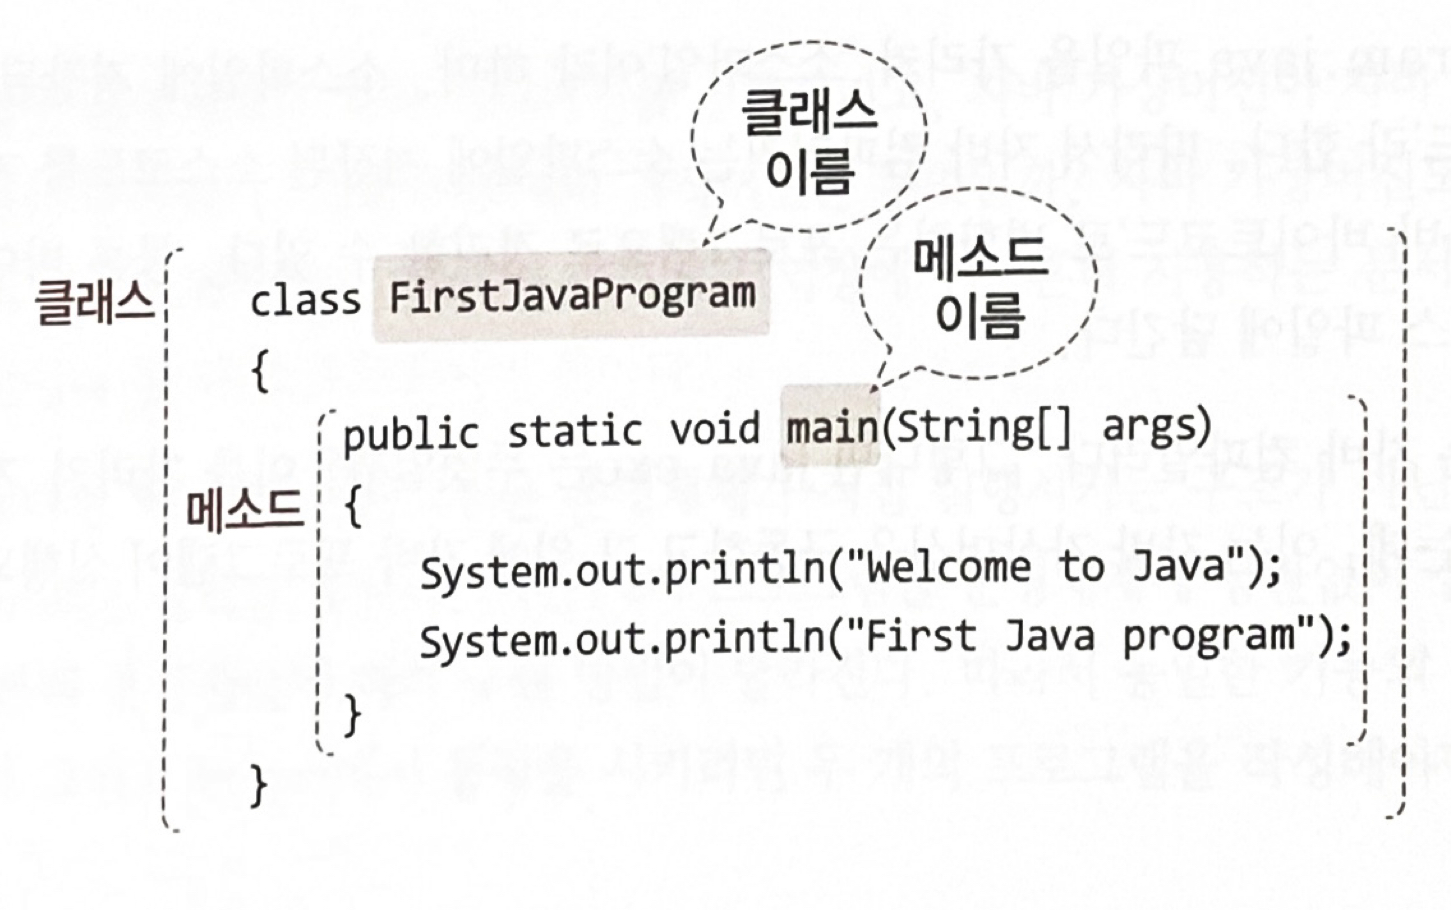 클래스
이름
메소드
이름
클래스
class FirstJavaProgram
{
public static void main(String[] args)
메소드
{
System.out.println("Welcome to Java");
System.out.println("First Java program");
}
}